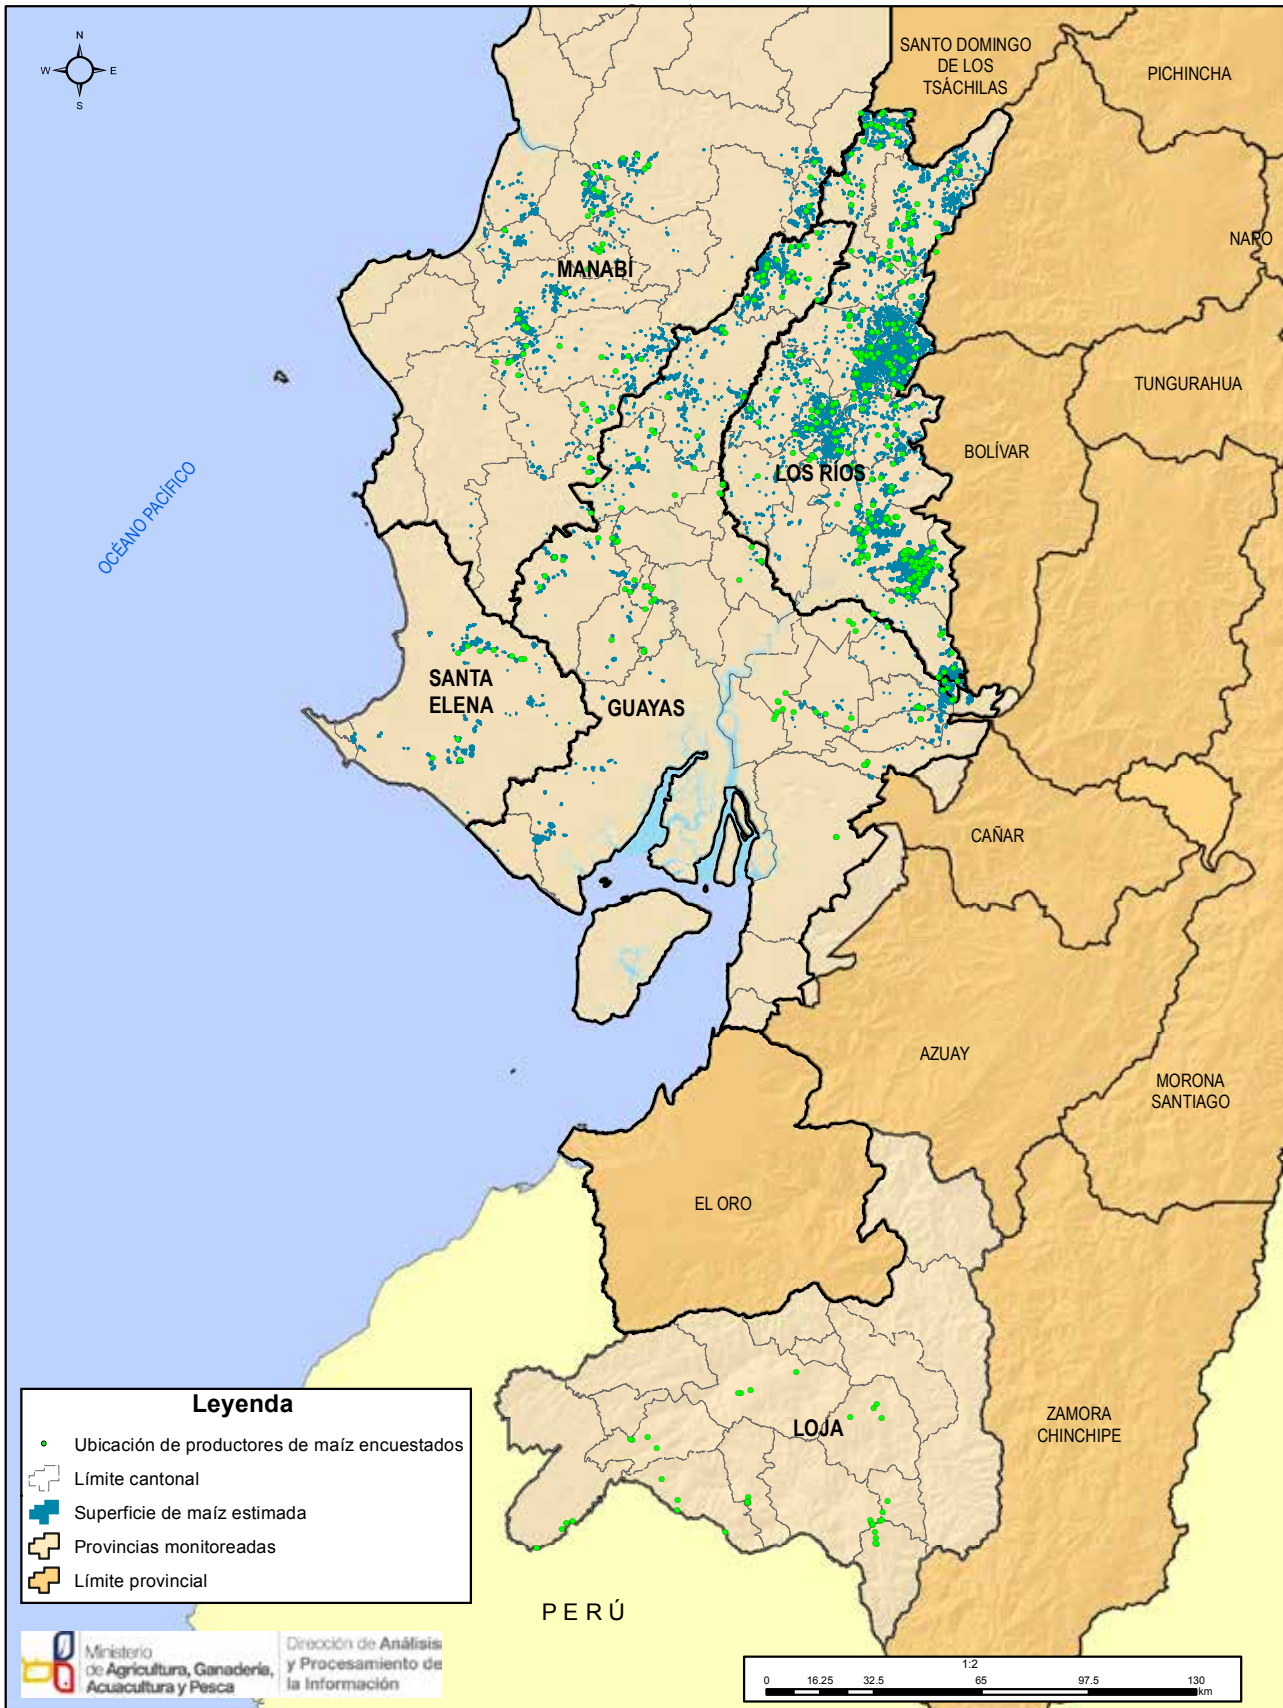 N
W E
S
SANTO DOMINGO
DE LOS
TSÁCHILAS
PICHINCHA
NAPO
MANABÍ
TUNGURAHUA
BOLÍVAR
LOS RÍOS
OCÉANO PACÍFICO
SANTA
ELENA
GUAYAS
CAÑAR
AZUAY
MORONA
SANTIAGO
EL ORO
LOJA
ZAMORA
CHINCHIPE
PERÚ
Leyenda
Ubicación de productores de maíz encuestados
Límite cantonal
Superficie de maíz estimada
Provincias monitoreadas
Límite provincial
Ministerio
de Agricultura, Ganadería,
Acuacultura y Pesca
Dirección de Análisis
y Procesamiento de
la Información
1:2
0 16.25 32.5 65 97.5 130
km